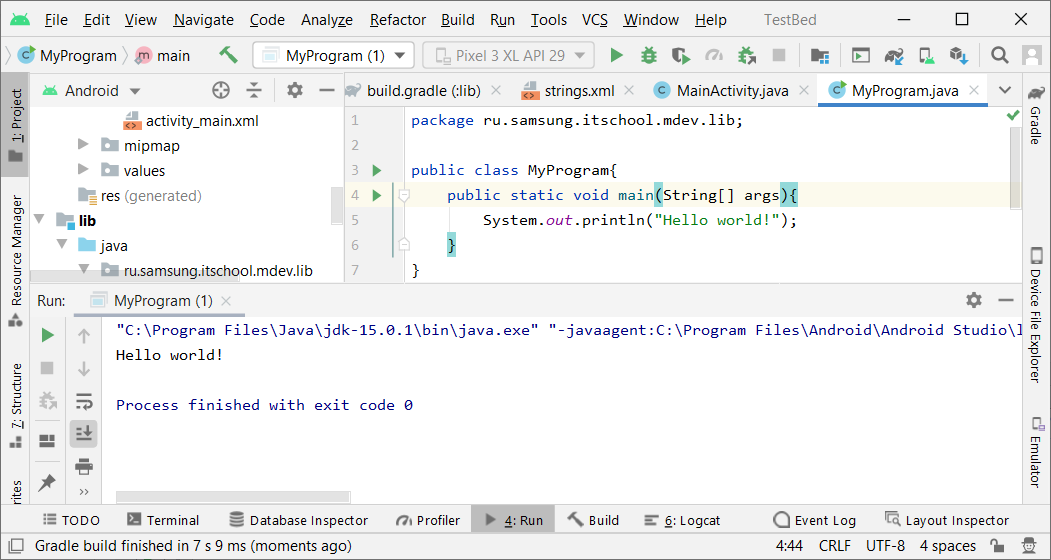 File Edit View Navigate Code Analyze Refactor Build Run Tools VCS Window Help TestBed
MyProgram main MyProgram (1) Pixel 3 XL API 29
1: Project
Resource Manager
7: Structure
Android
activity_main.xml
mipmap
values
res (generated)
lib
java
ru.samsung.itschool.mdev.lib
build.gradle (:lib) strings.xml MainActivity.java MyProgram.java
1 package ru.samsung.itschool.mdev.lib;
2
3 public class MyProgram{
4 public static void main(String[] args){
5 System.out.println("Hello world!");
6 }
7 }
Gradle
Device File Explorer
Emulator
Run: MyProgram (1)
"C:\Program Files\Java\jdk-15.0.1\bin\java.exe" "-javaagent:C:\Program Files\Android\Android Studio\
Hello world!
Process finished with exit code 0
TODO Terminal Database Inspector Profiler 4: Run Build 6: Logcat Event Log Layout Inspector
Gradle build finished in 7 s 9 ms (moments ago) 4:44 CRLF UTF-8 4 spaces